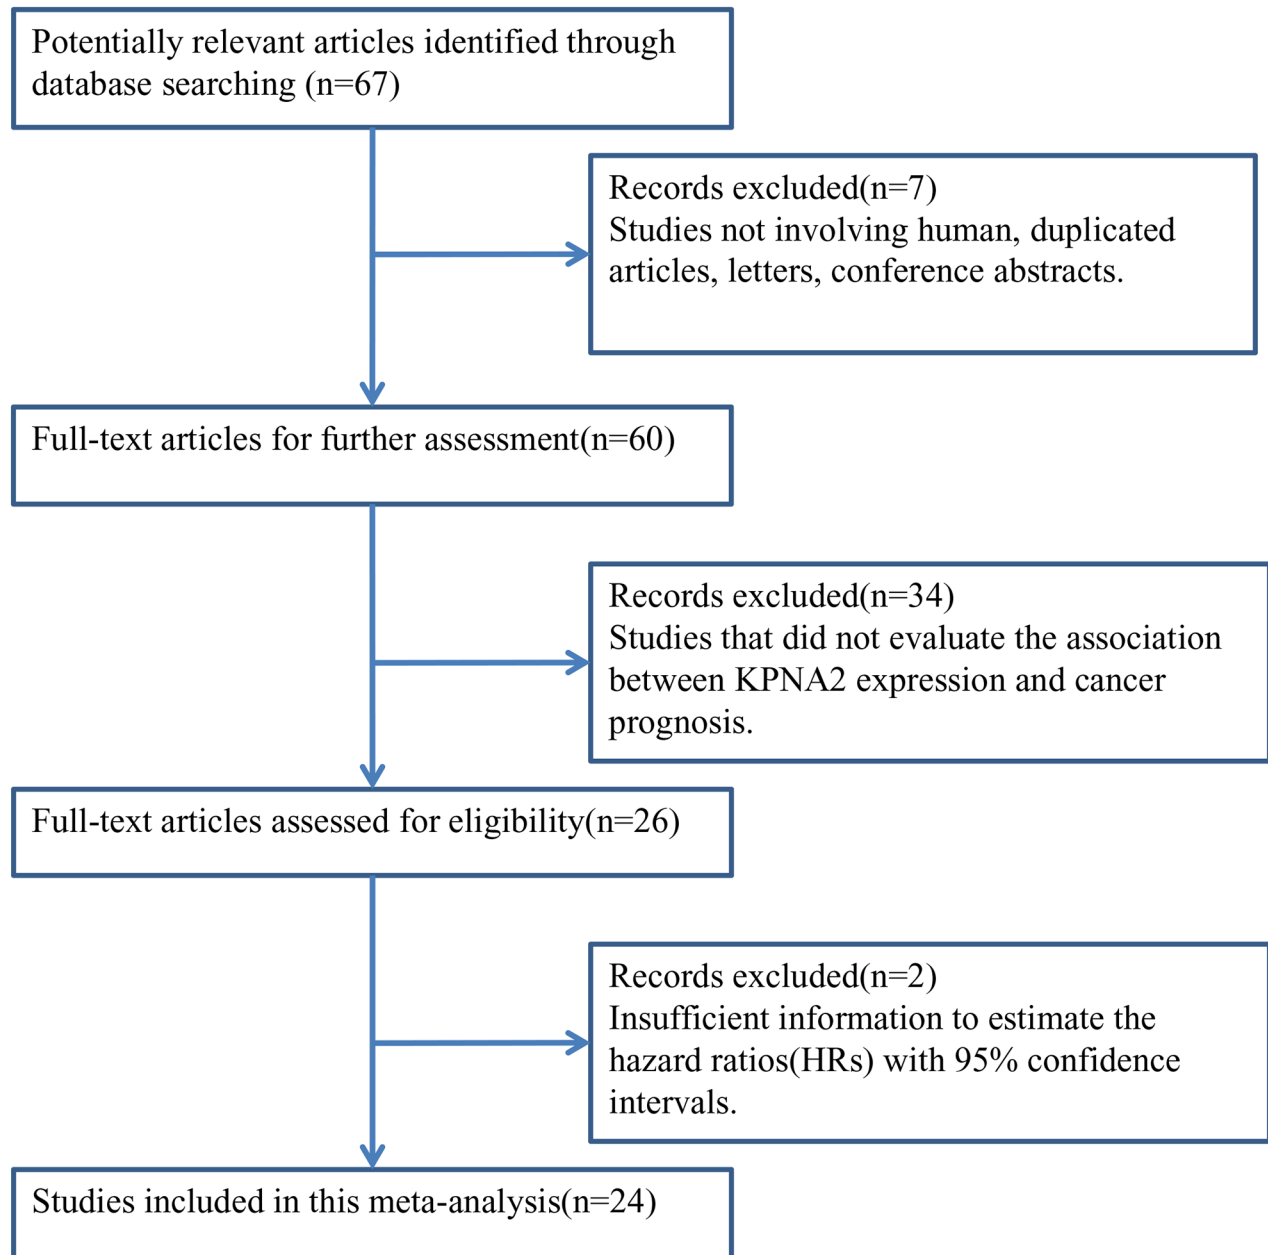 Potentially relevant articles identified through
database searching (n=67)
Records excluded(n=7)
Studies not involving human, duplicated
articles, letters, conference abstracts.
Full-text articles for further assessment(n=60)
Records excluded(n=34)
Studies that did not evaluate the association
between KPNA2 expression and cancer
prognosis.
Full-text articles assessed for eligibility(n=26)
Records excluded(n=2)
Insufficient information to estimate the
hazard ratios(HRs) with 95% confidence
intervals.
Studies included in this meta-analysis(n=24)